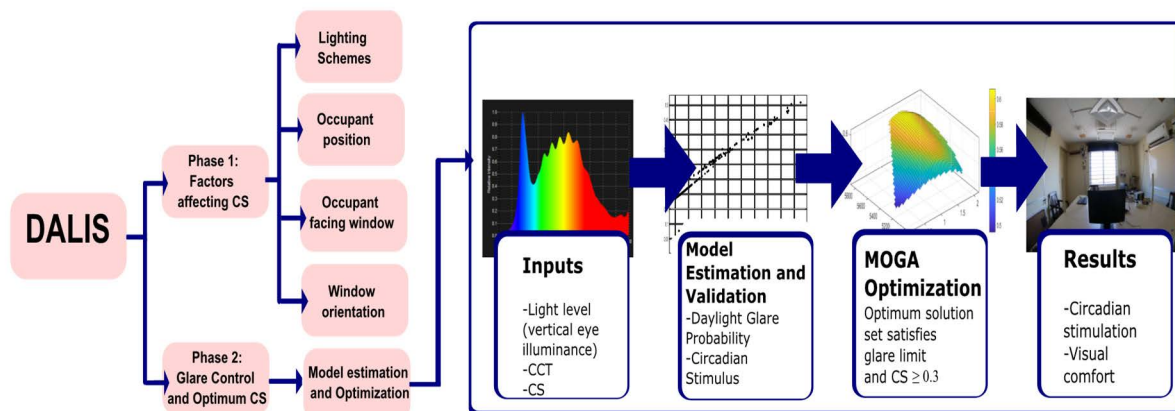 DALIS
Phase 1:
Factors
affecting CS
Lighting
Schemes
Occupant
position
Occupant
facing window
Window
orientation
Phase 2:
Glare Control
and Optimum CS
Model estimation
and Optimization
Inputs
-Light level
(vertical eye
illuminance)
-CCT
-CS
Model
Estimation and
Validation
-Daylight Glare
Probability
-Circadian
Stimulus
MOGA
Optimization
Optimum solution
set satisfies
glare limit
and CS ≥ 0.3
Results
-Circadian
stimulation
-Visual
comfort